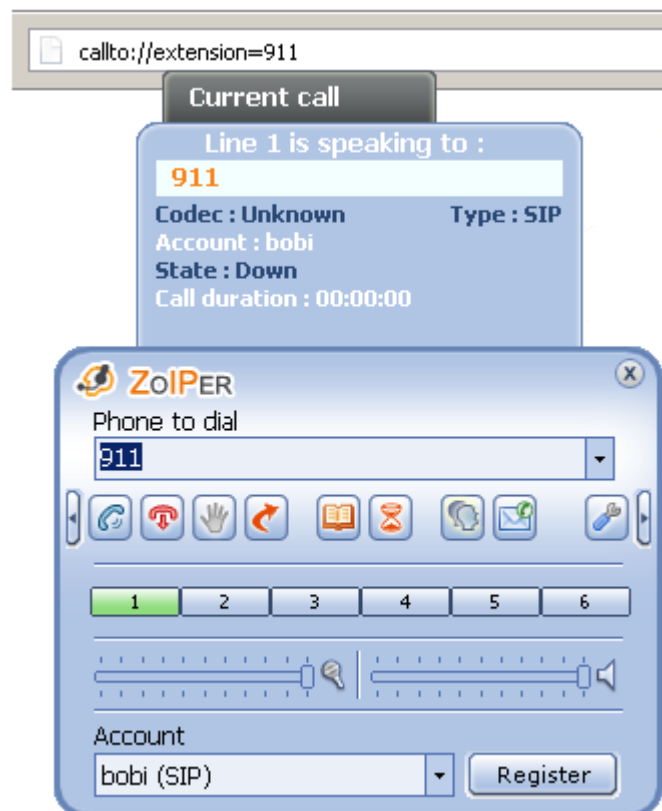 callto://extension=911
Current call
Line 1 is speaking to :
911
Codec : Unknown Type : SIP
Account : bobi
State : Down
Call duration : 00:00:00
ZOIPER
Phone to dial
911
1 2 3 4 5 6
Account
bobi (SIP) Register